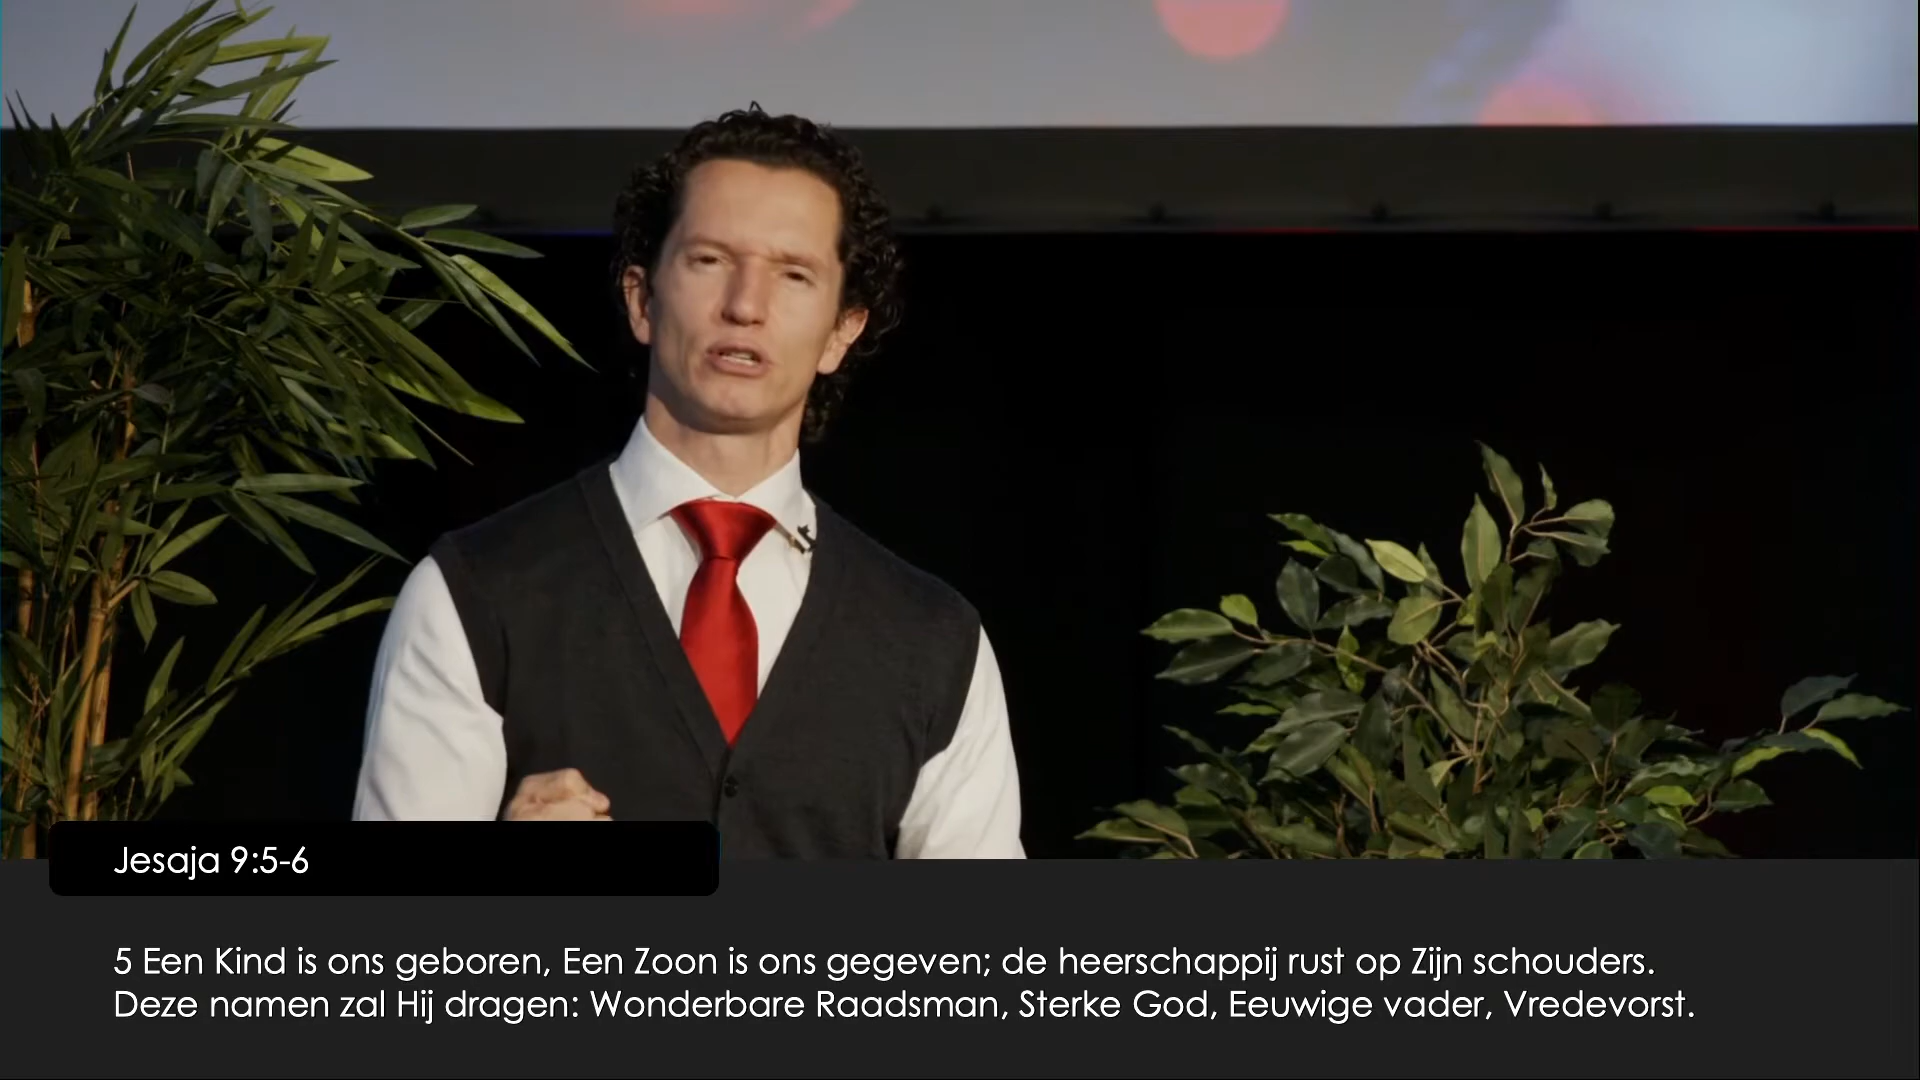 Jesaja 9:5-6
5 Een Kind is ons geboren, Een Zoon is ons gegeven; de heerschappij rust op Zijn schouders.
Deze namen zal Hij dragen: Wonderbare Raadsman, Sterke God, Eeuwige vader, Vredevorst.